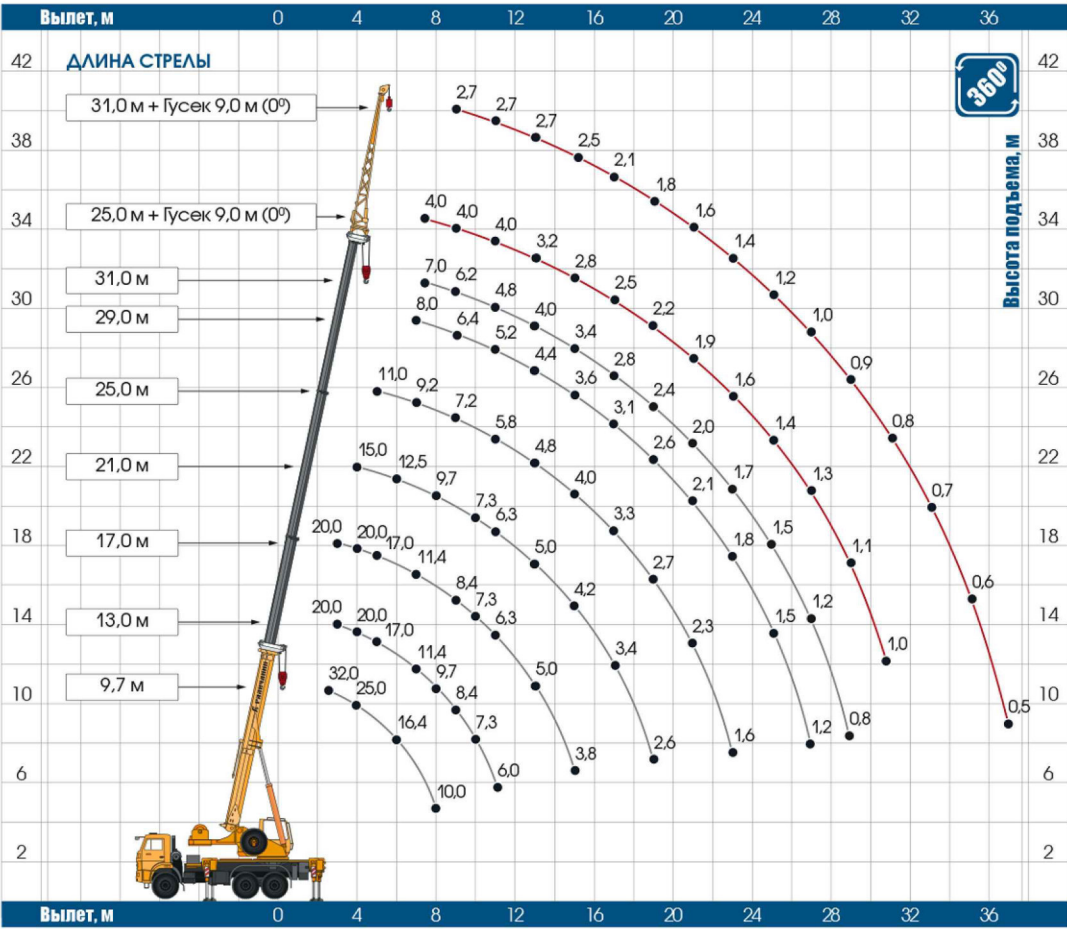 Вылет, м 0 4 8 12 16 20 24 28 32 36
42 ДЛИНА СТРЕЛЫ 360⁰ 42
31,0 м + Гусек 9,0 м (0⁰)
2,7 2,7 2,7 2,5 2,1 1,8 1,6 1,4 1,2 1,0 0,9 0,8 0,7 0,6 0,5
38 38
Высота подъема, м
25,0 м + Гусек 9,0 м (0⁰)
4,0 4,0 4,0 3,2 2,8 2,5 2,2 1,9 1,6 1,4 1,3 1,1 1,0
34 34
31,0 м
7,0 6,2 4,8 4,0 3,4 2,8 2,4 2,0 1,7 1,5 1,2 0,8
30 30
29,0 м
8,0 6,4 5,2 4,4 3,6 3,1 2,6 2,1 1,8 1,5 1,2
26 26
25,0 м
11,0 9,2 7,2 5,8 4,8 4,0 3,3 2,7 2,3 1,6
22 22
21,0 м
15,0 12,5 9,7 7,3 6,3 5,0 4,2 3,4 2,6
18 18
17,0 м
20,0 20,0 17,0 11,4 8,4 7,3 6,3 5,0 3,8
14 14
13,0 м
20,0 20,0 17,0 11,4 9,7 8,4 7,3 6,0
10 10
9,7 м
32,0 25,0 16,4 10,0
ГАЛИЧАНИН
6 6
2 2
Вылет, м 0 4 8 12 16 20 24 28 32 36